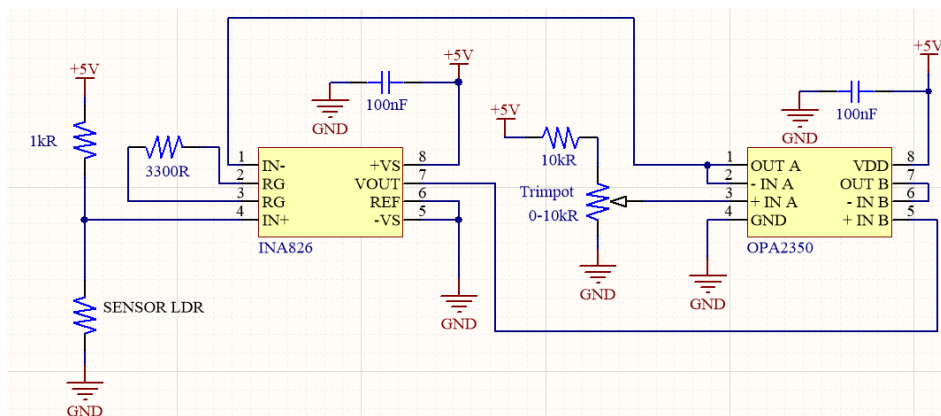 +5V
1kR
3300R
SENSOR LDR
GND
+5V
100nF
GND
1 IN- +VS 8
2 RG VOUT 7
3 RG REF 6
4 IN+ -VS 5
INA826
GND
+5V
10kR
Trimpot
0-10kR
GND
+5V
100nF
GND
1 OUT A VDD 8
2 - IN A OUT B 7
3 + IN A - IN B 6
4 GND + IN B 5
OPA2350
GND